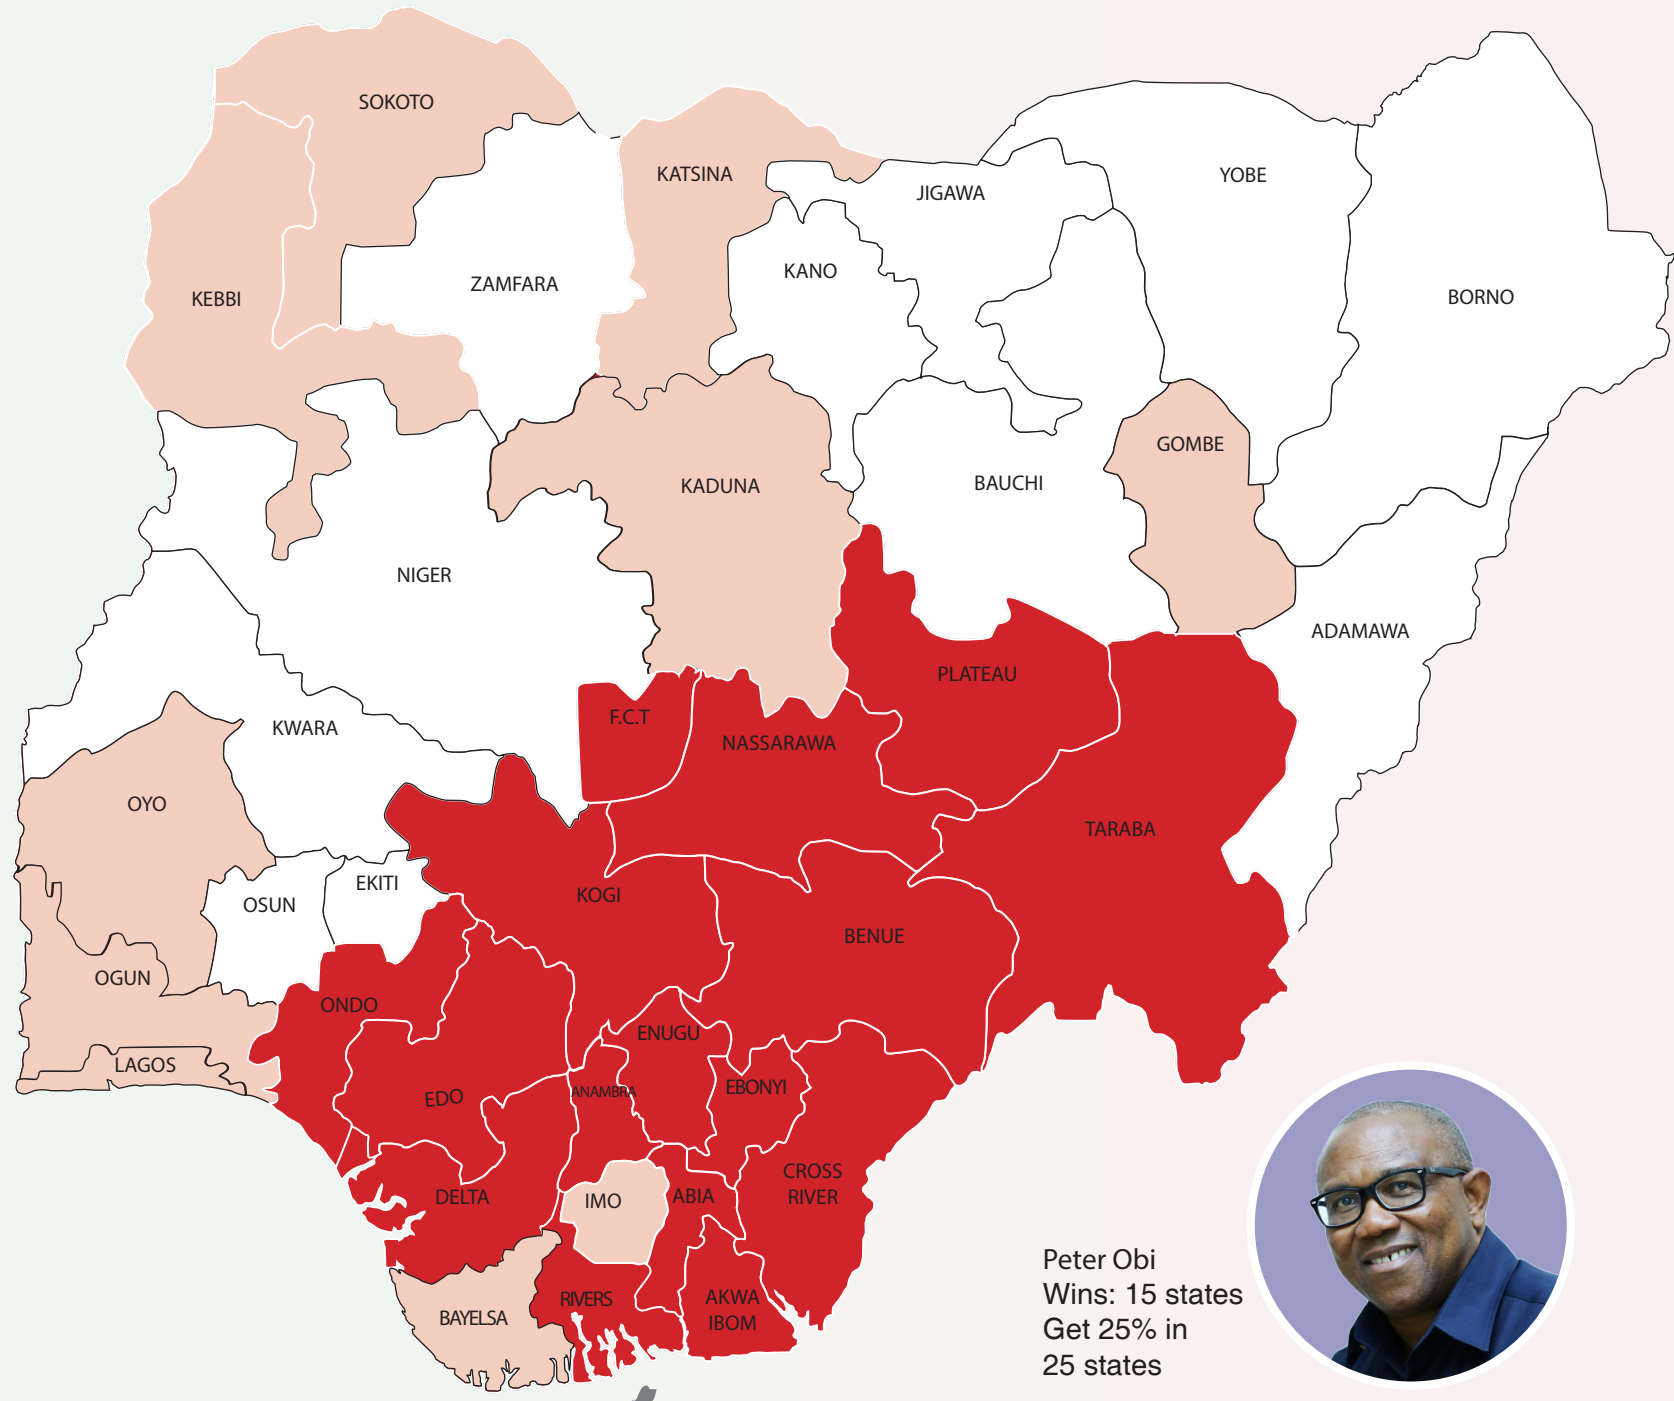 SOKOTO
KATSINA
JIGAWA
YOBE
KEBBI
ZAMFARA
KANO
BORNO
GOMBE
KADUNA
BAUCHI
NIGER
ADAMAWA
PLATEAU
F.C.T
KWARA
NASSARAWA
OYO
TARABA
EKITI
KOGI
OSUN
BENUE
OGUN
ONDO
ENUGU
LAGOS
EDO
ANAMBRA
EBONYI
CROSS
RIVER
DELTA
IMO
ABIA
BAYELSA
RIVERS
AKWA
IBOM
Peter Obi
Wins: 15 states
Get 25% in
25 states